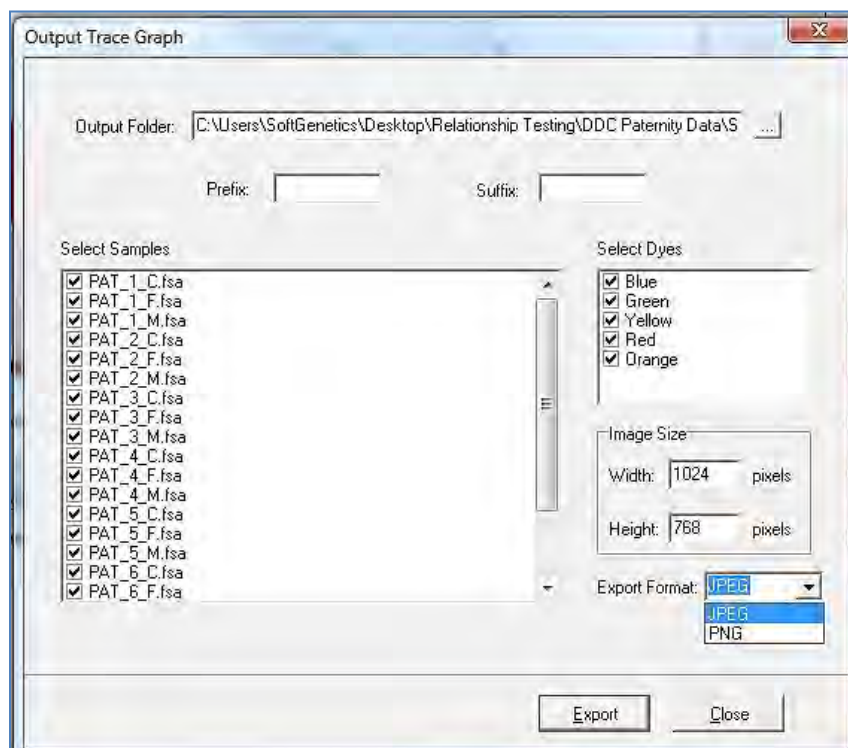 Output Trace Graph
Output Folder: C:\Users\SoftGenetics\Desktop\Relationship Testing\DDC Paternity Data\S ...
Prefix: Suffix:
Select Samples
PAT_1_C.fsa
PAT_1_F.fsa
PAT_1_M.fsa
PAT_2_C.fsa
PAT_2_F.fsa
PAT_2_M.fsa
PAT_3_C.fsa
PAT_3_F.fsa
PAT_3_M.fsa
PAT_4_C.fsa
PAT_4_F.fsa
PAT_4_M.fsa
PAT_5_C.fsa
PAT_5_F.fsa
PAT_5_M.fsa
PAT_6_C.fsa
PAT_6_F.fsa
Select Dyes
Blue
Green
Yellow
Red
Orange
Image Size
Width: 1024 pixels
Height: 768 pixels
Export Format: JPEG
JPEG
PNG
Export Close